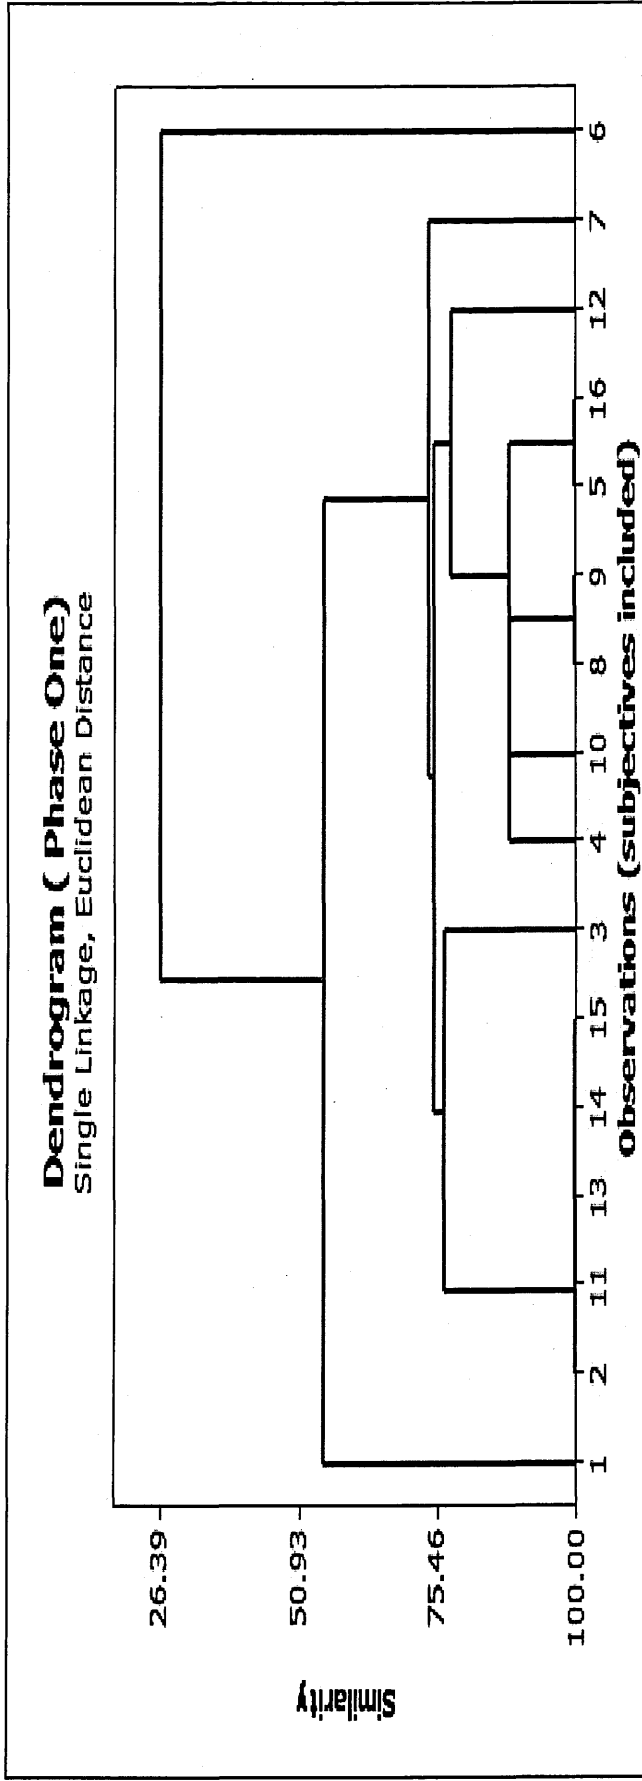 Dendrogram ( Phase One)
Single Linkage, Euclidean Distance
Similarity
26.39
50.93
75.46
100.00
1 2 11 13 14 15 3 4 10 8 9 5 16 12 7 6
Observations (subjectives included)